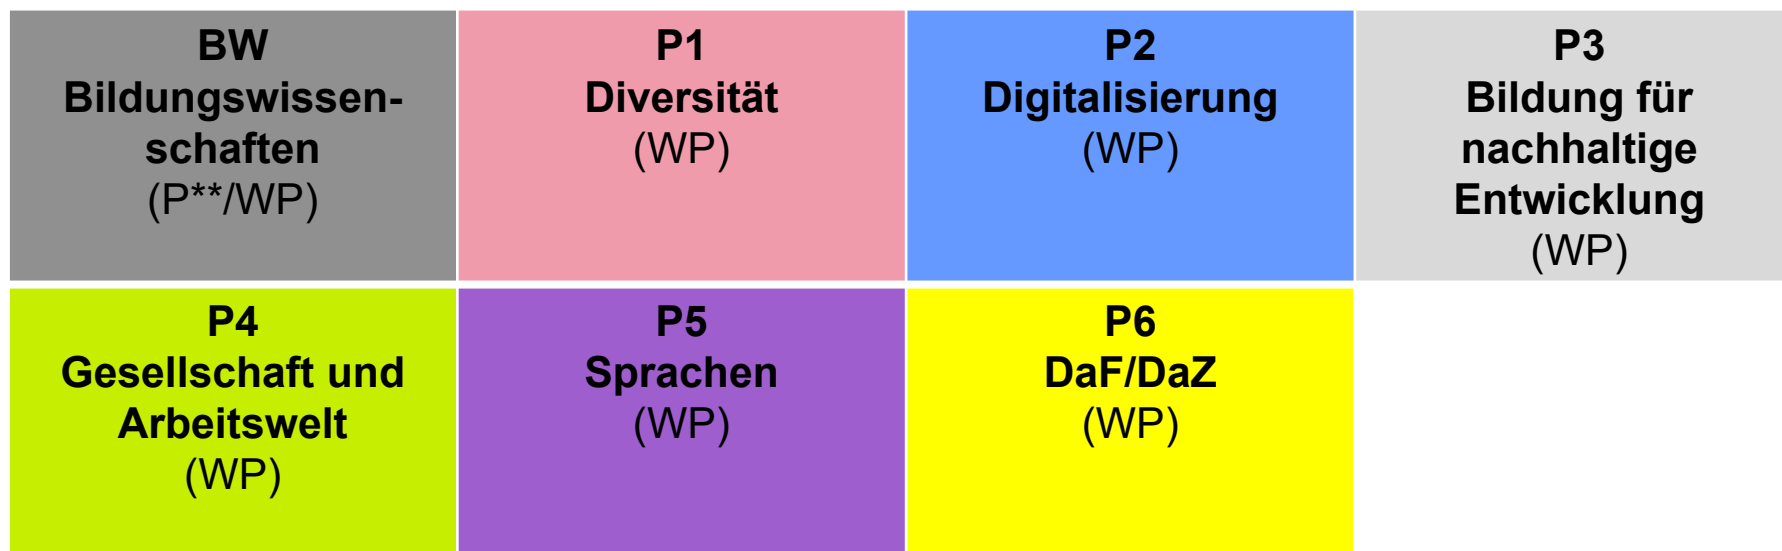 BW
Bildungswissen-
schaften
(P**/WP)
P1
Diversität
(WP)
P2
Digitalisierung
(WP)
P3
Bildung für
nachhaltige
Entwicklung
(WP)
P4
Gesellschaft und
Arbeitswelt
(WP)
P5
Sprachen
(WP)
P6
DaF/DaZ
(WP)